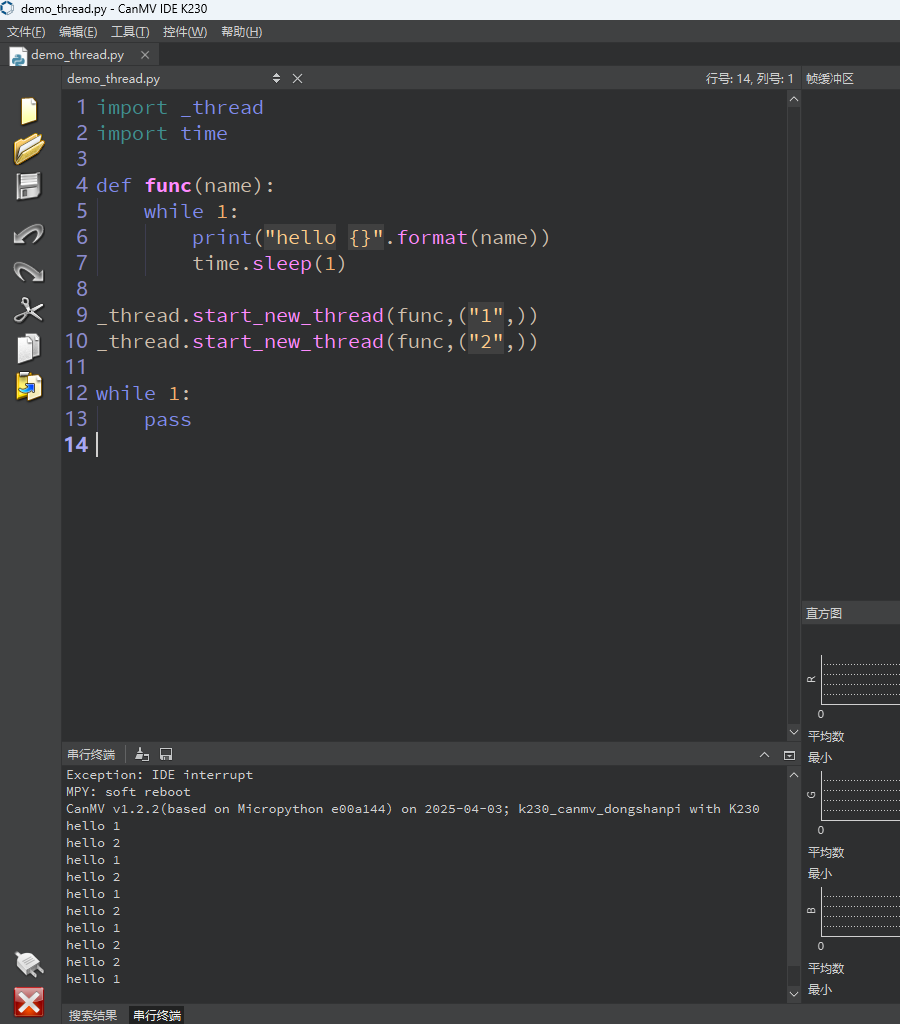 demo_thread.py - CanMV IDE K230
文件(F) 编辑(E) 工具(T) 控件(W) 帮助(H)
demo_thread.py
demo_thread.py 行号: 14, 列号: 1 帧缓冲区
1 import _thread
2 import time
3
4 def func(name):
5     while 1:
6         print("hello {}".format(name))
7         time.sleep(1)
8
9 _thread.start_new_thread(func,("1",))
10 _thread.start_new_thread(func,("2",))
11
12 while 1:
13     pass
14
直方图
R
0
平均数
最小
G
0
平均数
最小
B
0
平均数
最小
串行终端
Exception: IDE interrupt
MPY: soft reboot
CanMV v1.2.2(based on Micropython e00a144) on 2025-04-03; k230_canmv_dongshanpi with K230
hello 1
hello 2
hello 1
hello 2
hello 1
hello 2
hello 1
hello 2
hello 2
hello 1
搜索结果 串行终端